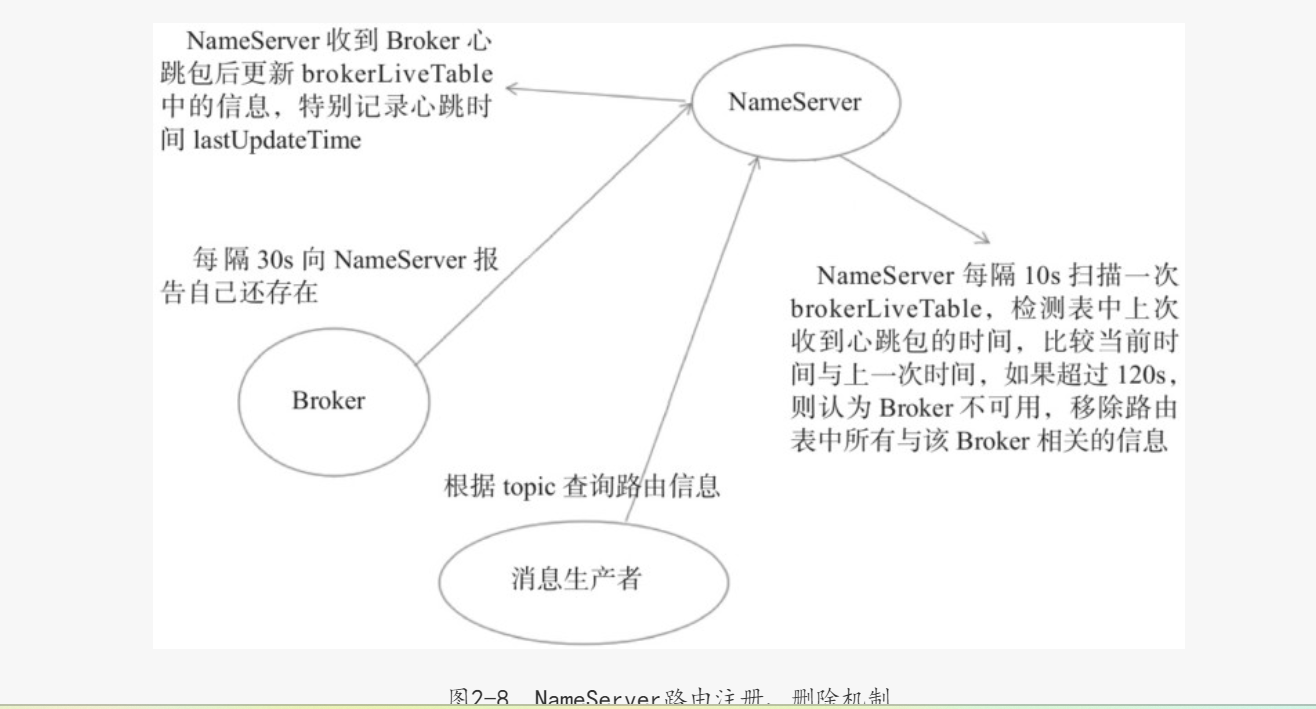 NameServer 收到 Broker 心
跳包后更新 brokerLiveTable
中的信息，特别记录心跳时
间 lastUpdateTime
NameServer
每隔 30s 向 NameServer 报
告自己还存在
NameServer 每隔 10s 扫描一次
brokerLiveTable，检测表中上次
收到心跳包的时间，比较当前时
间与上一次时间，如果超过 120s，
则认为 Broker 不可用，移除路由
表中所有与该 Broker 相关的信息
Broker
根据 topic 查询路由信息
消息生产者
图2-8 NameServer路由注册、删除机制